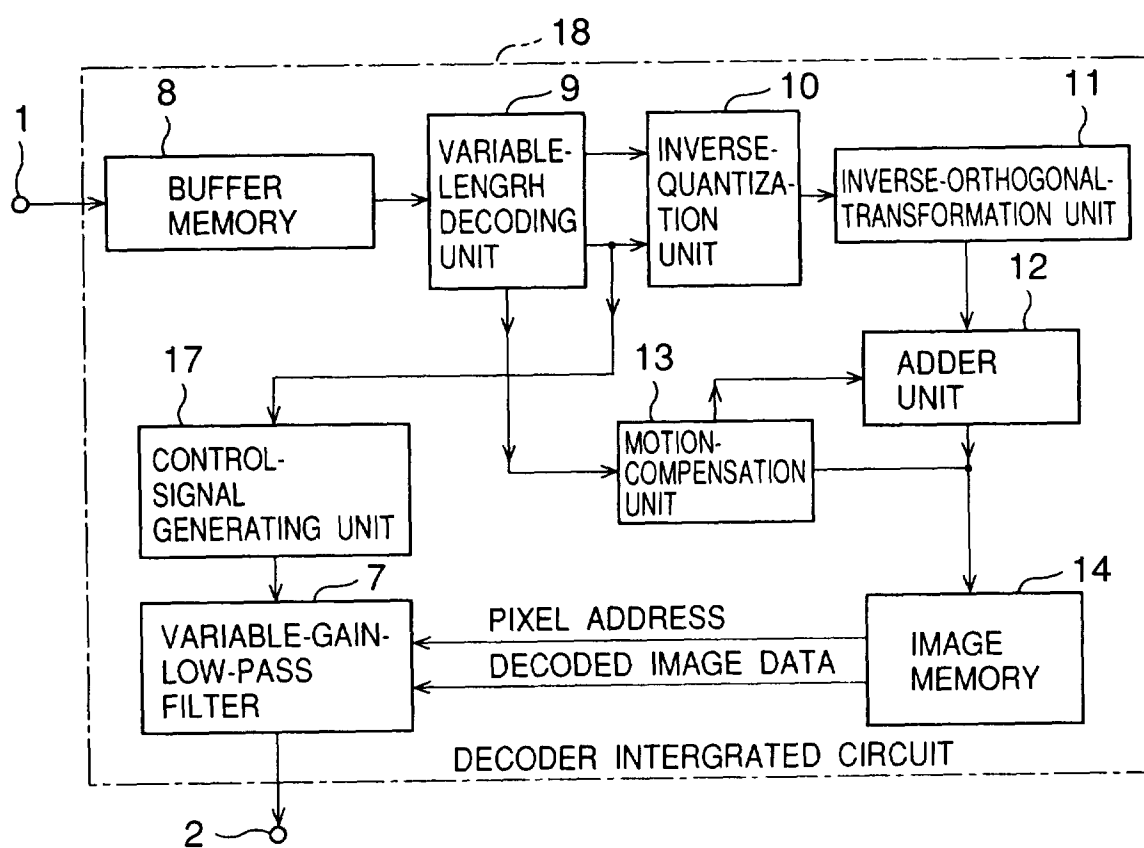 18
1
8
BUFFER
MEMORY
9
VARIABLE-
LENGRH
DECODING
UNIT
10
INVERSE-
QUANTIZA-
TION
UNIT
11
INVERSE-ORTHOGONAL-
TRANSFORMATION UNIT
12
ADDER
UNIT
13
MOTION-
COMPENSATION
UNIT
17
CONTROL-
SIGNAL
GENERATING UNIT
7
VARIABLE-GAIN-
LOW-PASS
FILTER
PIXEL ADDRESS
DECODED IMAGE DATA
14
IMAGE
MEMORY
DECODER INTERGRATED CIRCUIT
2